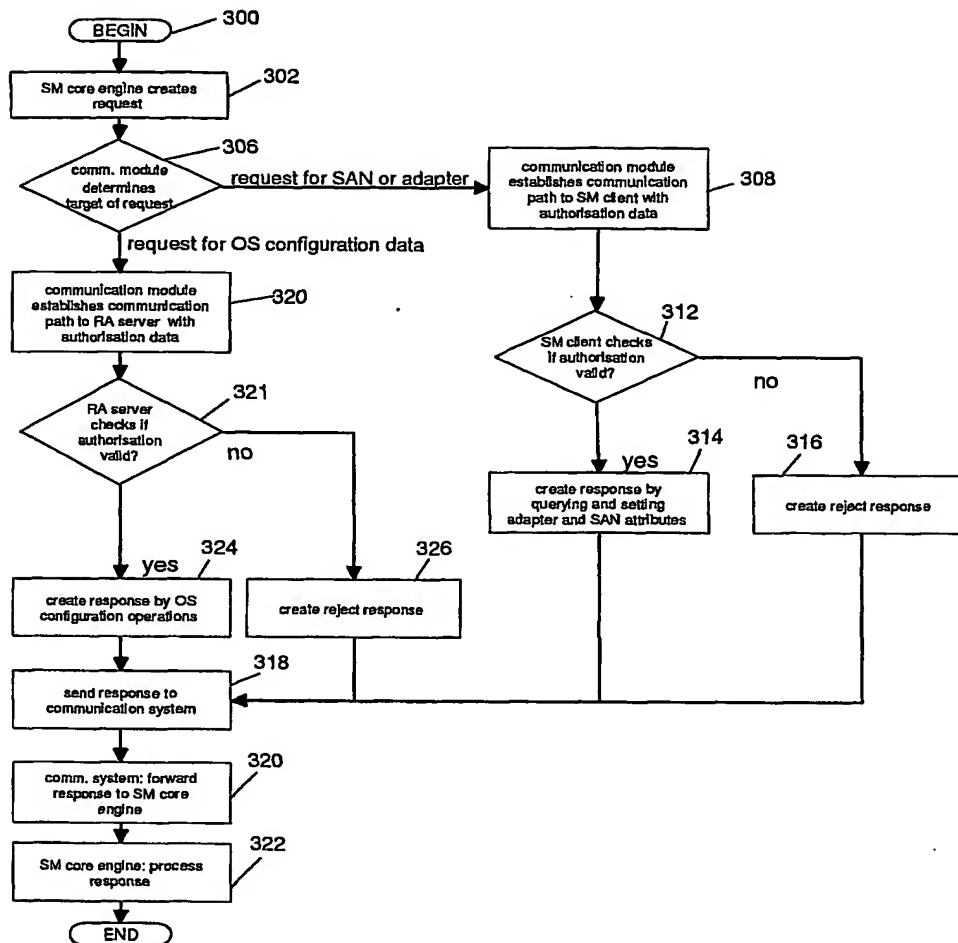 BEGIN
300
SM core engine creates
request
302
comm. module
determines
target of request
306
request for SAN or adapter
communication module
establishes communication
path to SM client with
authorisation data
308
request for OS configuration data
communication module
establishes communication
path to RA server with
authorisation data
320
SM client checks
if authorisation
valid?
312
no
yes
RA server
checks if
authorisation
valid?
321
no
yes
create response by
querying and setting
adapter and SAN attributes
314
create reject response
316
create response by OS
configuration operations
324
create reject response
326
send response to
communication system
318
comm. system: forward
response to SM core
engine
320
SM core engine: process
response
322
END